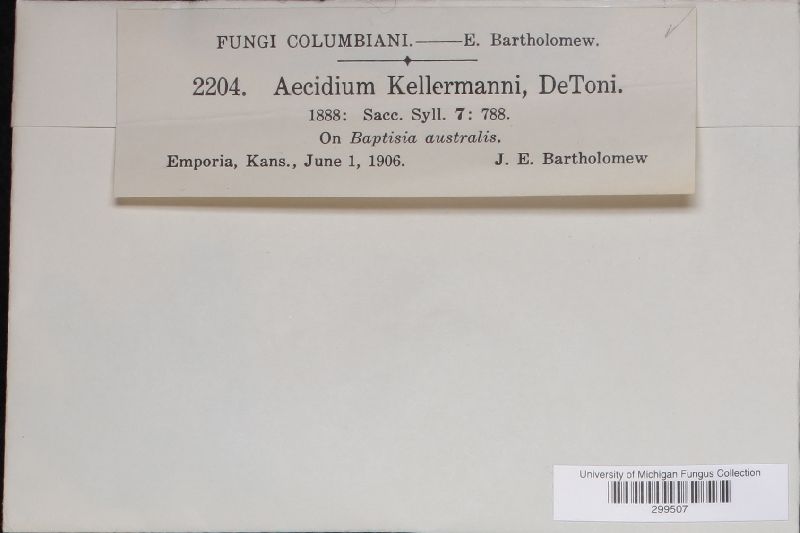 FUNGI COLUMBIANI.——E. Bartholomew.
2204. Aecidium Kellermanni, DeToni.
1888: Sacc. Syll. 7: 788.
On Baptisia australis.
Emporia, Kans., June 1, 1906. J. E. Bartholomew
University of Michigan Fungus Collection
299507